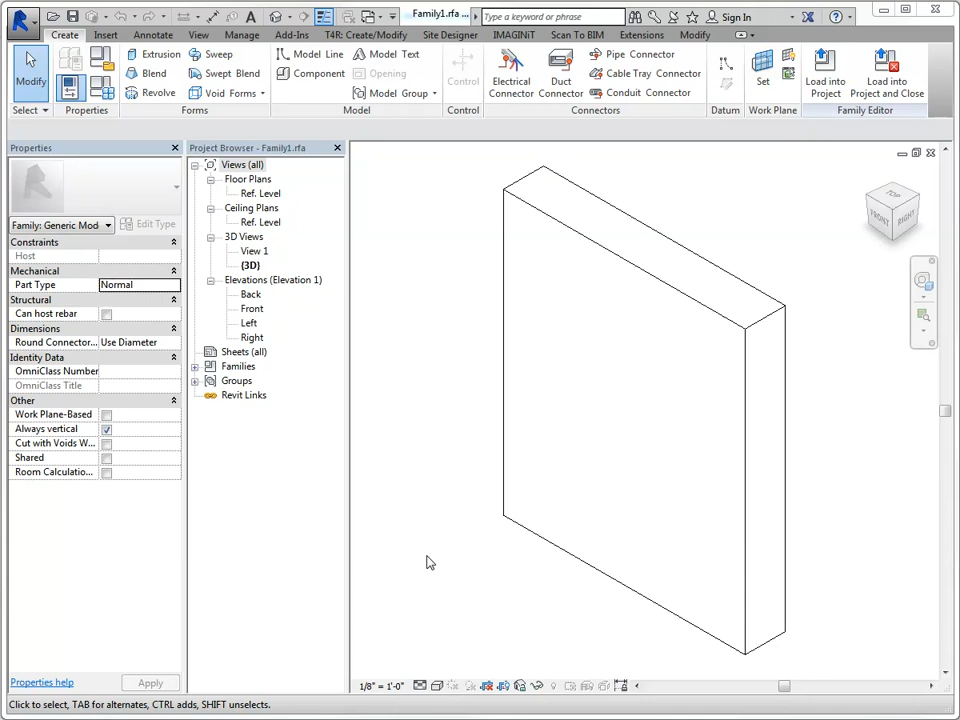 Family1.rfa ...
Type a keyword or phrase
Sign In
Create Insert Annotate View Manage Add-Ins T4R: Create/Modify Site Designer IMAGINiT Scan To BIM Extensions Modify
Modify
Select
Properties
Extrusion
Blend
Revolve
Sweep
Swept Blend
Void Forms
Forms
Model Line
Component
Model Text
Opening
Model Group
Model
Control
Control
Electrical
Connector
Duct
Connector
Pipe Connector
Cable Tray Connector
Conduit Connector
Connectors
Datum
Set
Work Plane
Load into
Project
Load into
Project and Close
Family Editor
Properties
R
Family: Generic Mod
Edit Type
Constraints
Host
Mechanical
Part Type Normal
Structural
Can host rebar
Dimensions
Round Connector... Use Diameter
Identity Data
OmniClass Number
OmniClass Title
Other
Work Plane-Based
Always vertical
Cut with Voids W...
Shared
Room Calculatio...
Properties help
Apply
Project Browser - Family1.rfa
Views (all)
Floor Plans
Ref. Level
Ceiling Plans
Ref. Level
3D Views
View 1
{3D}
Elevations (Elevation 1)
Back
Front
Left
Right
Sheets (all)
Families
Groups
Revit Links
TOP
FRONT
RIGHT
1/8" = 1'-0"
Click to select, TAB for alternates, CTRL adds, SHIFT unselects.